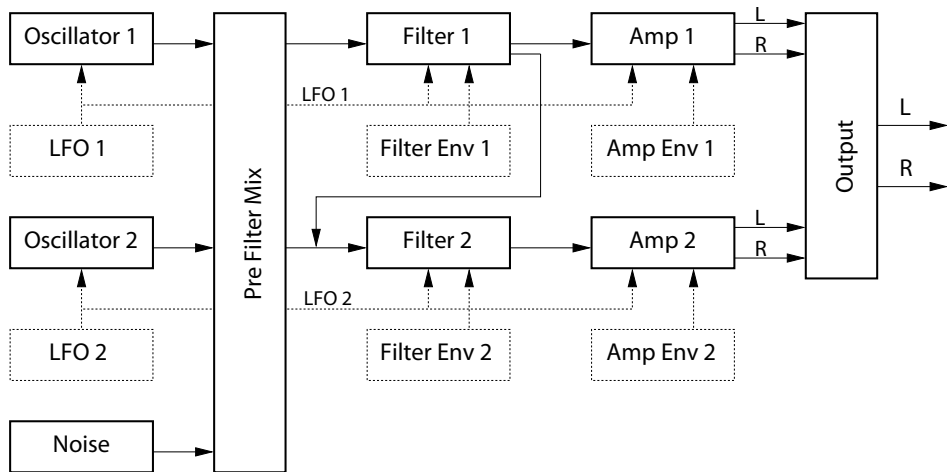 Oscillator 1
Filter 1
Amp 1
L
R
LFO 1
LFO 1
Filter Env 1
Amp Env 1
Pre Filter Mix
Output
L
R
Oscillator 2
Filter 2
Amp 2
L
R
LFO 2
LFO 2
Filter Env 2
Amp Env 2
Noise